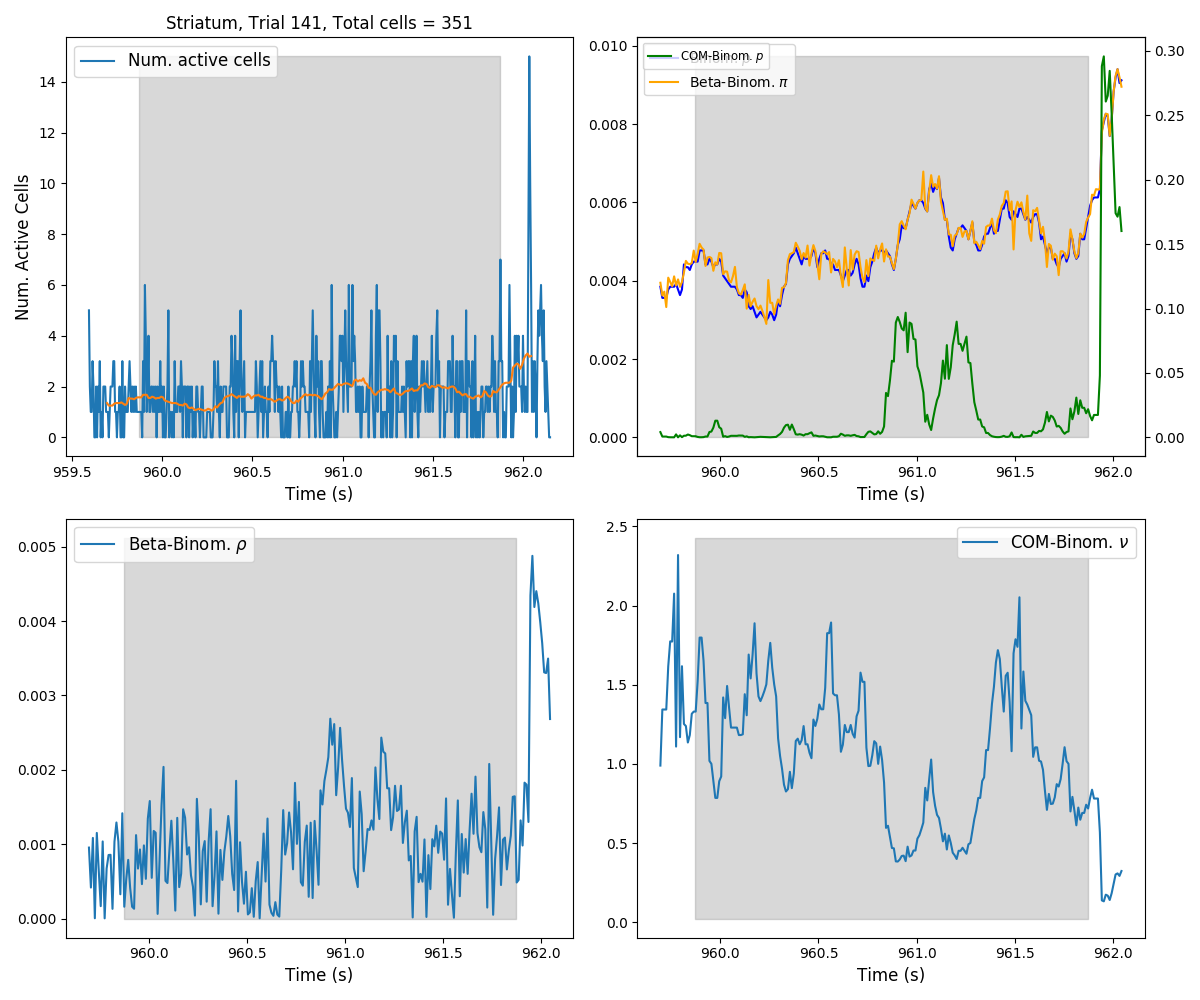 Striatum, Trial 141, Total cells = 351
Num. active cells
Num. Active Cells
14
12
10
8
6
4
2
0
959.5 960.0 960.5 961.0 961.5 962.0
Time (s)
COM-Binom. p
Beta-Binom. π
0.010
0.008
0.006
0.004
0.002
0.000
0.30
0.25
0.20
0.15
0.10
0.05
0.00
960.0 960.5 961.0 961.5 962.0
Time (s)
Beta-Binom. ρ
0.005
0.004
0.003
0.002
0.001
0.000
960.0 960.5 961.0 961.5 962.0
Time (s)
COM-Binom. ν
2.5
2.0
1.5
1.0
0.5
0.0
960.0 960.5 961.0 961.5 962.0
Time (s)